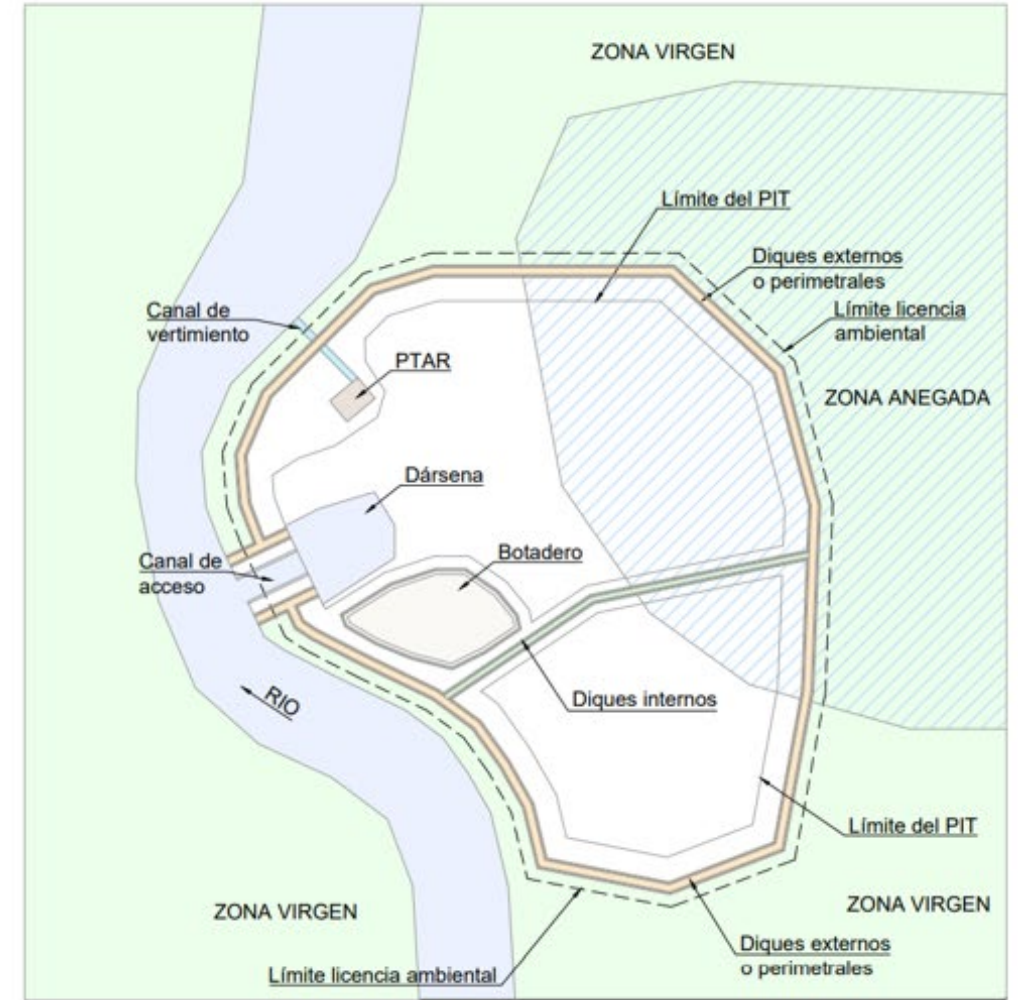 ZONA VIRGEN
Límite del PIT
Diques externos
o perimetrales
Canal de
vertimiento
Límite licencia
ambiental
PTAR
ZONA ANEGADA
Dársena
Botadero
Canal de
acceso
RIO
Diques internos
Límite del PIT
ZONA VIRGEN
ZONA VIRGEN
Diques externos
o perimetrales
Límite licencia ambiental